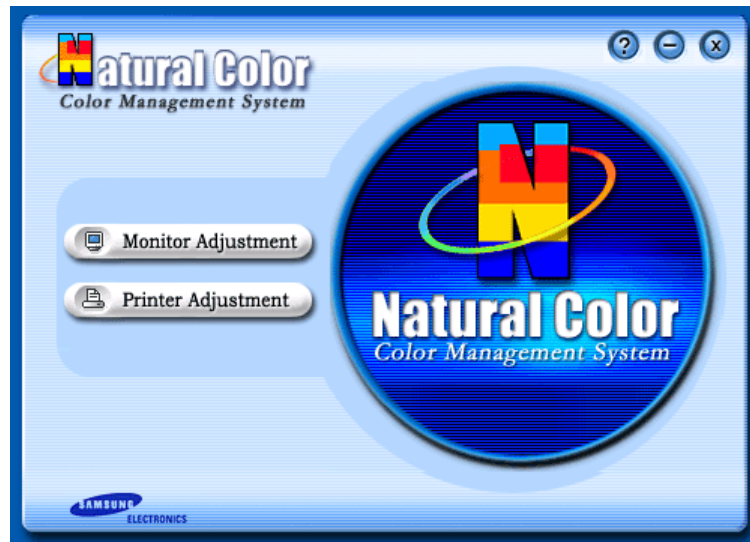 Natural Color
Color Management System
? – x
Monitor Adjustment
Printer Adjustment
N
Natural Color
Color Management System
SAMSUNG
ELECTRONICS